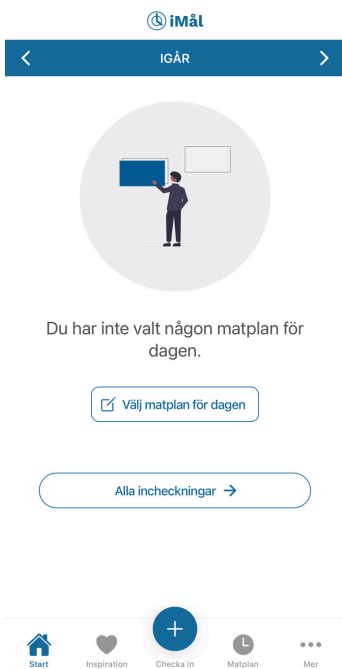 iMål
IGÅR
Du har inte valt någon matplan för
dagen.
Välj matplan för dagen
Alla incheckningar →
Start Inspiration Checka in Matplan Mer